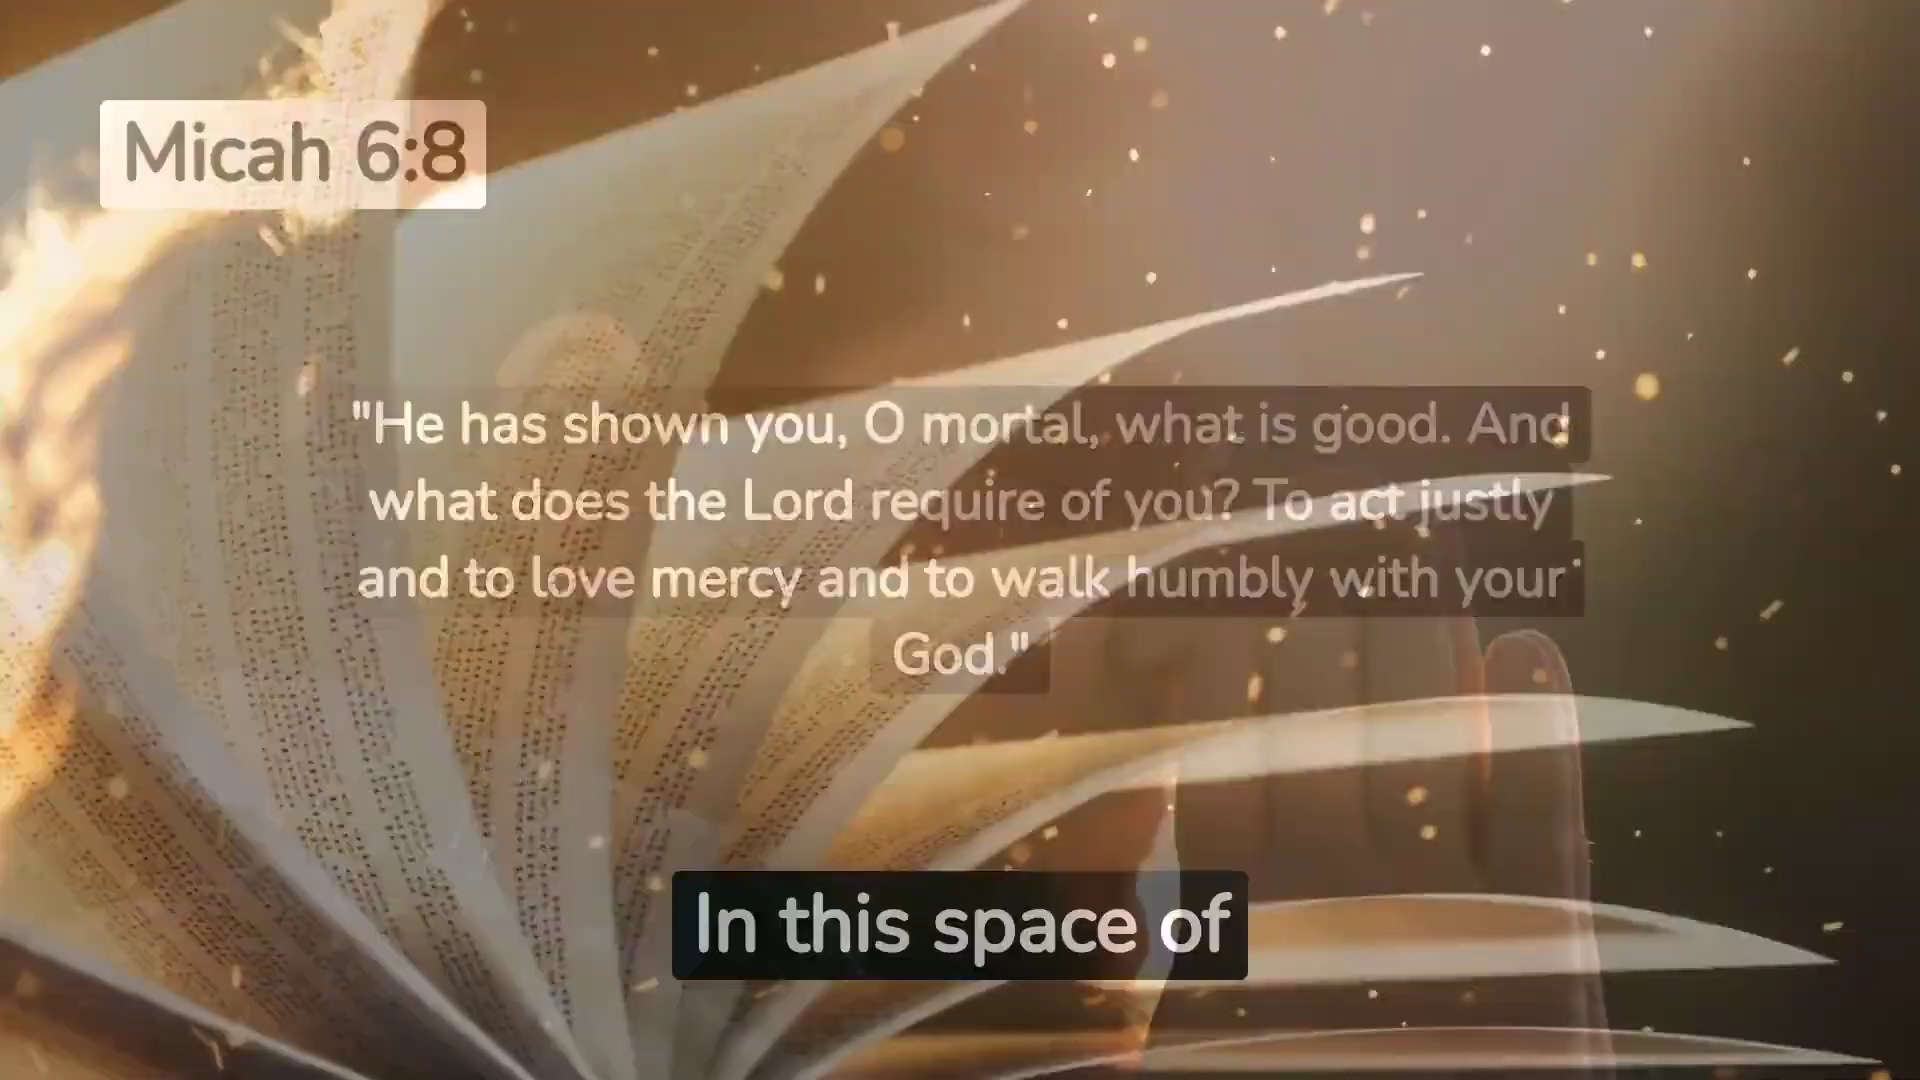 Micah 6:8
"He has shown you, O mortal, what is good. And
what does the Lord require of you? To act justly
and to love mercy and to walk humbly with your
God."
In this space of